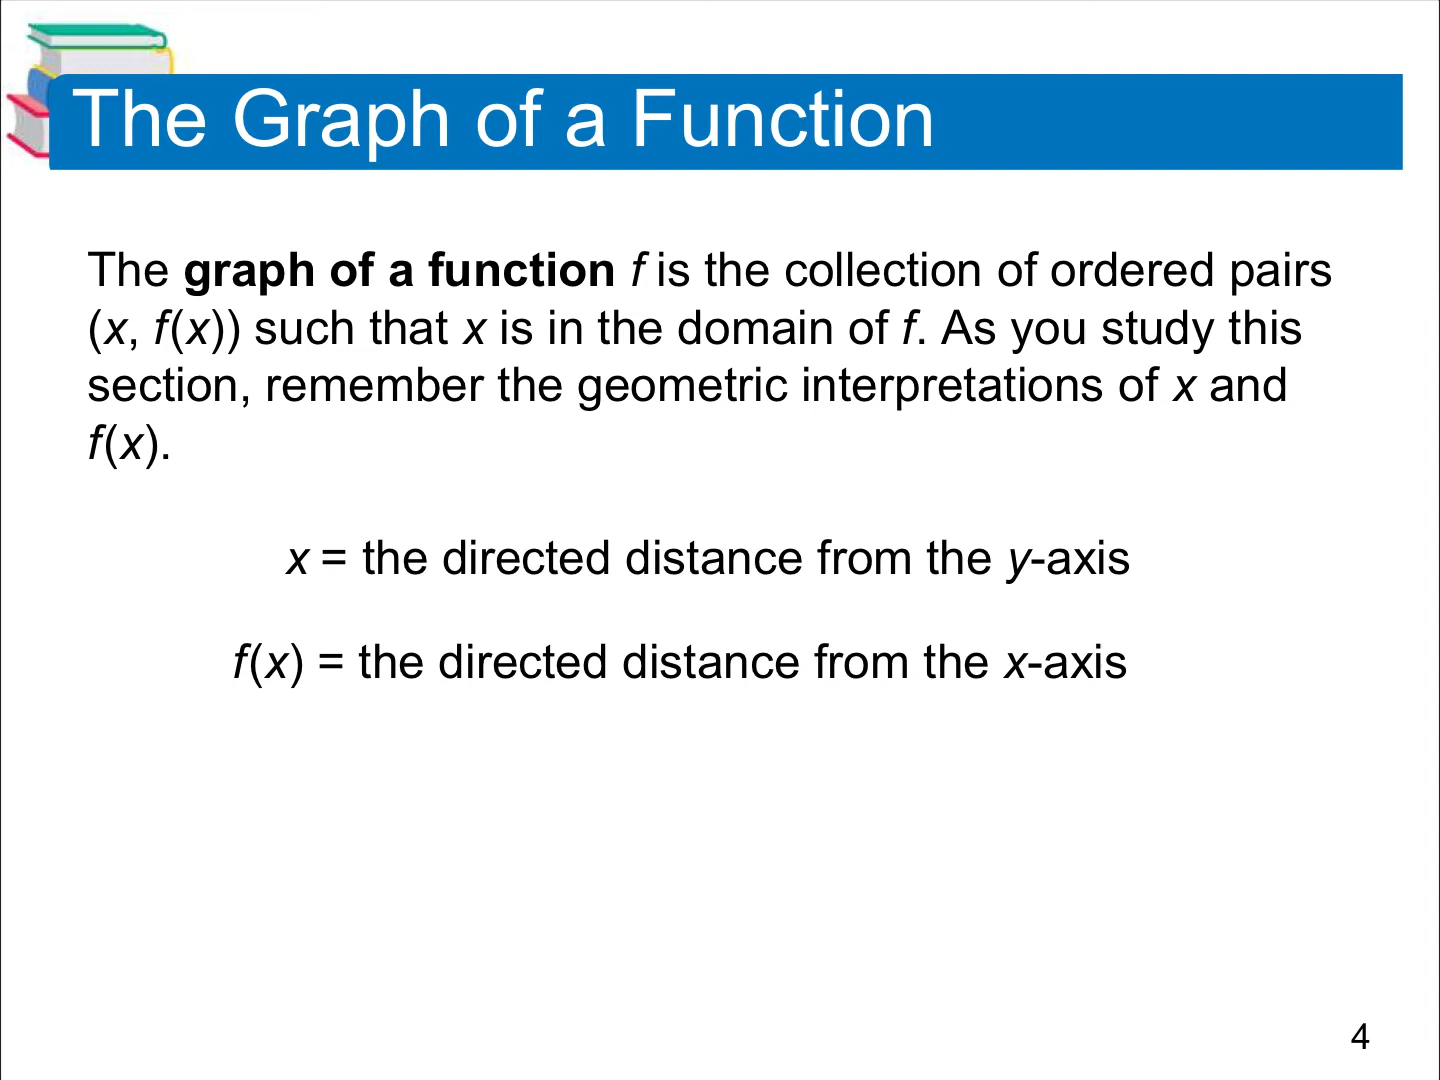 The Graph of a Function
The graph of a function f is the collection of ordered pairs
(x, f(x)) such that x is in the domain of f. As you study this
section, remember the geometric interpretations of x and
f(x).
x = the directed distance from the y-axis
f(x) = the directed distance from the x-axis
4